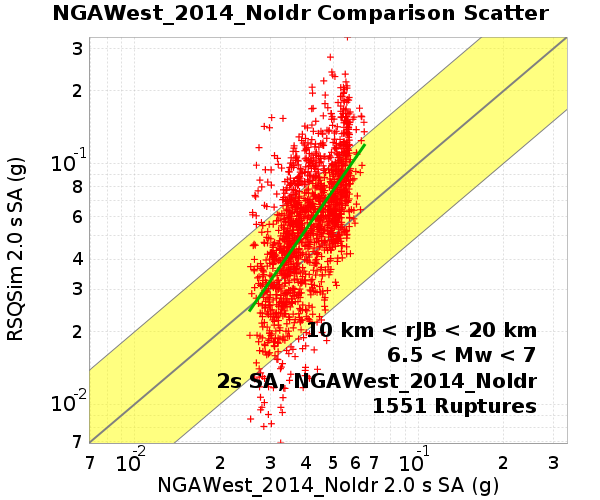 NGAWest_2014_NoIdr Comparison Scatter
RSQSim 2.0 s SA (g)
3
2
10⁻¹
8
6
4
3
2
10⁻²
7
10 km < rJB < 20 km
6.5 < Mw < 7
2s SA, NGAWest_2014_NoIdr
1551 Ruptures
7 10⁻² 2 3 4 5 6 7 10⁻¹ 2 3
NGAWest_2014_NoIdr 2.0 s SA (g)